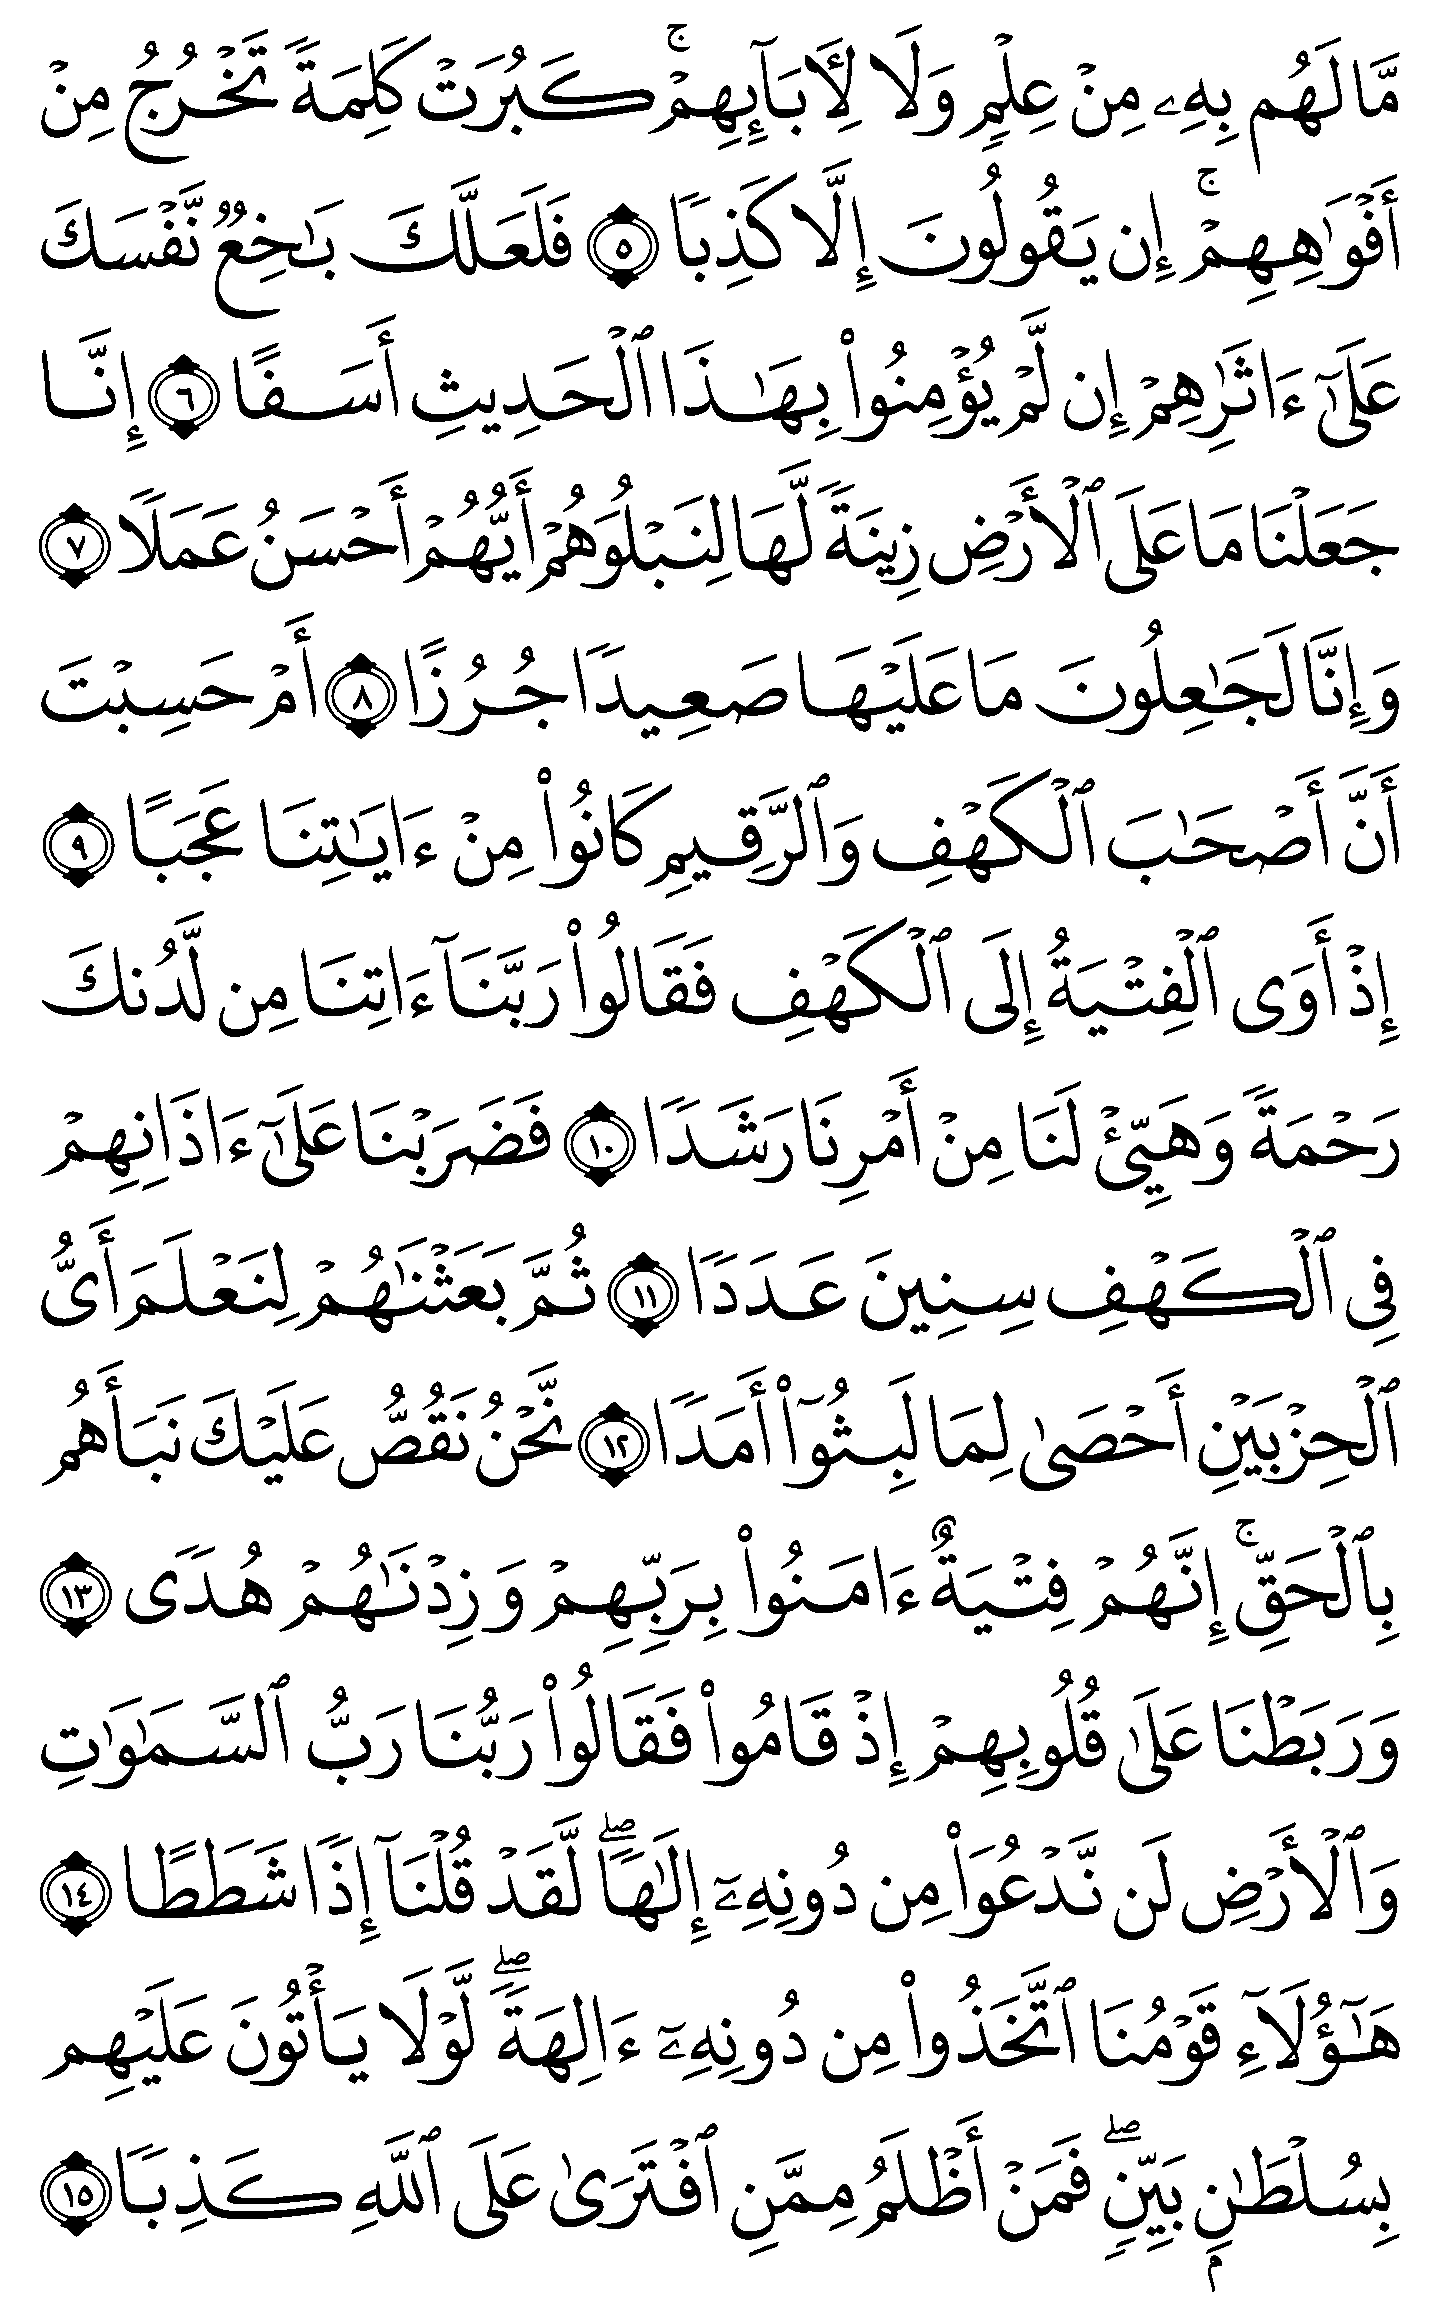 مَّا لَهُم بِهِۦ مِنْ عِلْمٍ وَلَا لِأَبَآئِهِمْ ۚ كَبُرَتْ كَلِمَةً تَخْرُجُ مِنْ
أَفْوَٰهِهِمْ ۚ إِن يَقُولُونَ إِلَّا كَذِبًا ٥ فَلَعَلَّكَ بَـٰخِعٌ نَّفْسَكَ
عَلَىٰٓ ءَاثَـٰرِهِمْ إِن لَّمْ يُؤْمِنُوا۟ بِهَـٰذَا ٱلْحَدِيثِ أَسَفًا ٦ إِنَّا
جَعَلْنَا مَا عَلَى ٱلْأَرْضِ زِينَةً لَّهَا لِنَبْلُوَهُمْ أَيُّهُمْ أَحْسَنُ عَمَلًا ٧
وَإِنَّا لَجَـٰعِلُونَ مَا عَلَيْهَا صَعِيدًا جُرُزًا ٨ أَمْ حَسِبْتَ
أَنَّ أَصْحَـٰبَ ٱلْكَهْفِ وَٱلرَّقِيمِ كَانُوا۟ مِنْ ءَايَـٰتِنَا عَجَبًا ٩
إِذْ أَوَى ٱلْفِتْيَةُ إِلَى ٱلْكَهْفِ فَقَالُوا۟ رَبَّنَآ ءَاتِنَا مِن لَّدُنكَ
رَحْمَةً وَهَيِّئْ لَنَا مِنْ أَمْرِنَا رَشَدًا ١٠ فَضَرَبْنَا عَلَىٰٓ ءَاذَانِهِمْ
فِى ٱلْكَهْفِ سِنِينَ عَدَدًا ١١ ثُمَّ بَعَثْنَـٰهُمْ لِنَعْلَمَ أَىُّ
ٱلْحِزْبَيْنِ أَحْصَىٰ لِمَا لَبِثُوٓا۟ أَمَدًا ١٢ نَّحْنُ نَقُصُّ عَلَيْكَ نَبَأَهُم
بِٱلْحَقِّ ۚ إِنَّهُمْ فِتْيَةٌ ءَامَنُوا۟ بِرَبِّهِمْ وَزِدْنَـٰهُمْ هُدًى ١٣
وَرَبَطْنَا عَلَىٰ قُلُوبِهِمْ إِذْ قَامُوا۟ فَقَالُوا۟ رَبُّنَا رَبُّ ٱلسَّمَـٰوَٰتِ
وَٱلْأَرْضِ لَن نَّدْعُوَا۟ مِن دُونِهِۦٓ إِلَـٰهًا ۖ لَّقَدْ قُلْنَآ إِذًا شَطَطًا ١٤
هَـٰٓؤُلَآءِ قَوْمُنَا ٱتَّخَذُوا۟ مِن دُونِهِۦٓ ءَالِهَةً ۖ لَّوْلَا يَأْتُونَ عَلَيْهِم
بِسُلْطَـٰنٍۭ بَيِّنٍ ۖ فَمَنْ أَظْلَمُ مِمَّنِ ٱفْتَرَىٰ عَلَى ٱللَّهِ كَذِبًا ١٥